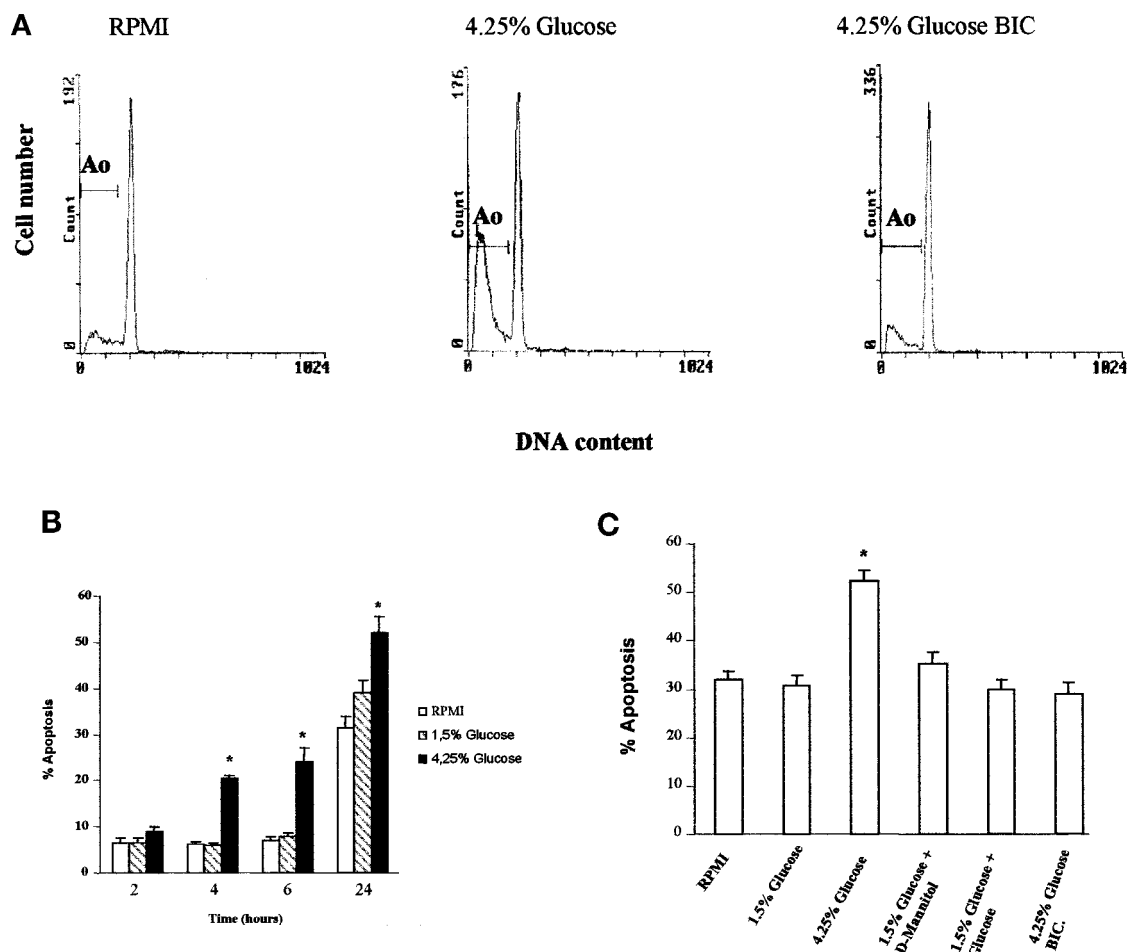 A
RPMI
4.25% Glucose
4.25% Glucose BIC
Cell number
192
Count
0
Ao
0
1024
176
Count
0
Ao
0
1024
336
Count
0
Ao
0
1024
DNA content
B
% Apoptosis
60
50
40
30
20
10
0
*
*
*
2
4
6
24
Time (hours)
RPMI
1,5% Glucose
4,25% Glucose
C
% Apoptosis
60
50
40
30
20
10
0
*
RPMI
1.5% Glucose
4.25% Glucose
1.5% Glucose +
D.Mannitol
1.5% Glucose +
Glucose
4.25% Glucose
BIC.